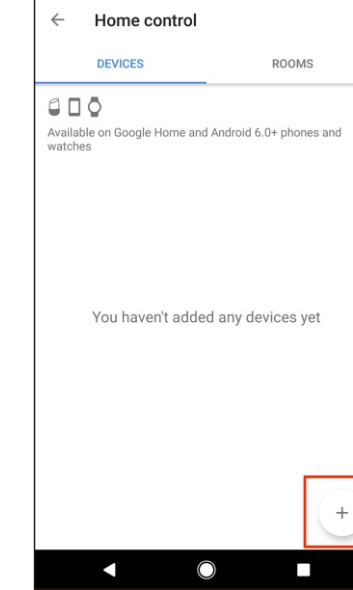 Home control
DEVICES ROOMS
Available on Google Home and Android 6.0+ phones and
watches
You haven't added any devices yet